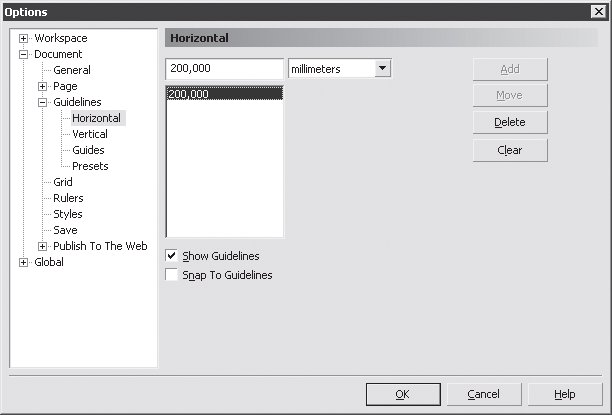 Options
Workspace
Document
General
Page
Guidelines
Horizontal
Vertical
Guides
Presets
Grid
Rulers
Styles
Save
Publish To The Web
Global
Horizontal
200,000 millimeters
200,000
Add
Move
Delete
Clear
Show Guidelines
Snap To Guidelines
OK Cancel Help